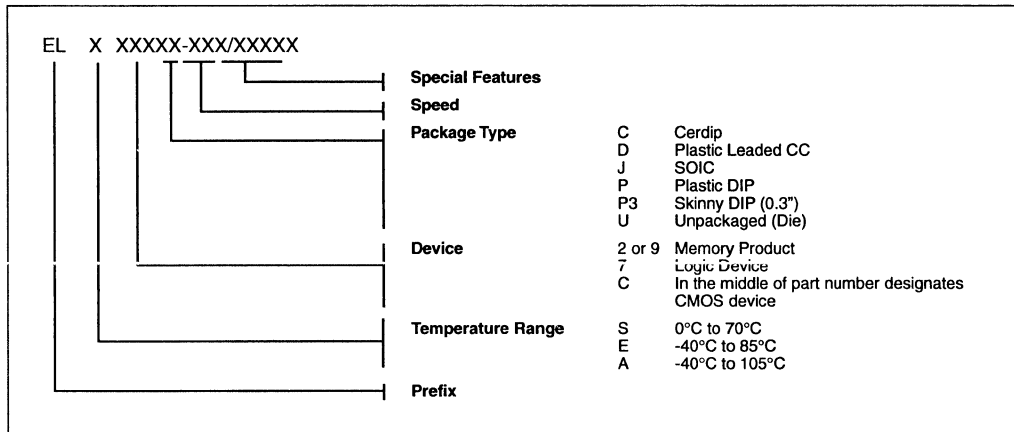 EL X XXXXX-XXX/XXXXX
Special Features
Speed
Package Type C Cerdip
D Plastic Leaded CC
J SOIC
P Plastic DIP
P3 Skinny DIP (0.3")
U Unpackaged (Die)
Device 2 or 9 Memory Product
7 Logic Device
C In the middle of part number designates
CMOS device
Temperature Range S 0°C to 70°C
E -40°C to 85°C
A -40°C to 105°C
Prefix